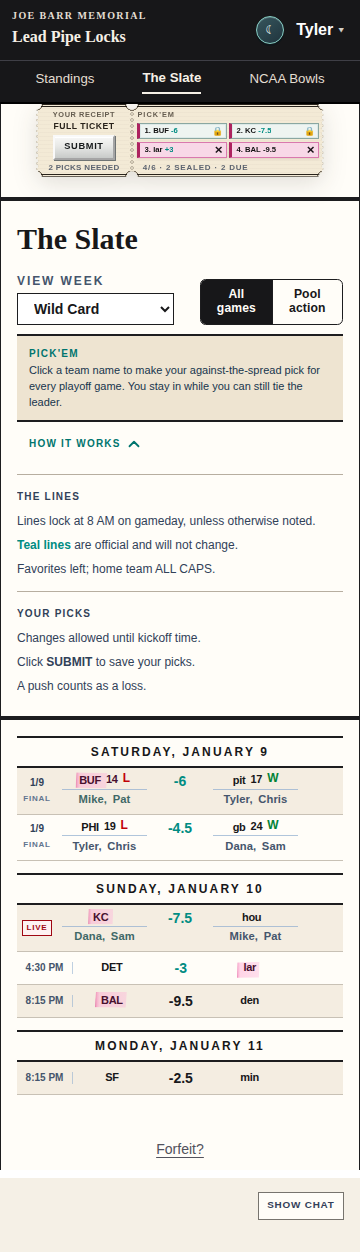 JOE BARR MEMORIAL
Lead Pipe Locks
Tyler
Standings The Slate NCAA Bowls
YOUR RECEIPT
FULL TICKET
SUBMIT
2 PICKS NEEDED
PICK'EM
1. BUF -6 2. KC -7.5
3. lar +3 4. BAL -9.5
4/6 · 2 SEALED · 2 DUE
The Slate
VIEW WEEK
Wild Card
All games
Pool action
PICK'EM
Click a team name to make your against-the-spread pick for
every playoff game. You stay in while you can still tie the
leader.
HOW IT WORKS
THE LINES
Lines lock at 8 AM on gameday, unless otherwise noted.
Teal lines are official and will not change.
Favorites left; home team ALL CAPS.
YOUR PICKS
Changes allowed until kickoff time.
Click SUBMIT to save your picks.
A push counts as a loss.
SATURDAY, JANUARY 9
1/9 BUF 14 L -6 pit 17 W
FINAL Mike, Pat Tyler, Chris
1/9 PHI 19 L -4.5 gb 24 W
FINAL Tyler, Chris Dana, Sam
SUNDAY, JANUARY 10
LIVE KC -7.5 hou
Dana, Sam Mike, Pat
4:30 PM DET -3 lar
8:15 PM BAL -9.5 den
MONDAY, JANUARY 11
8:15 PM SF -2.5 min
Forfeit?
SHOW CHAT